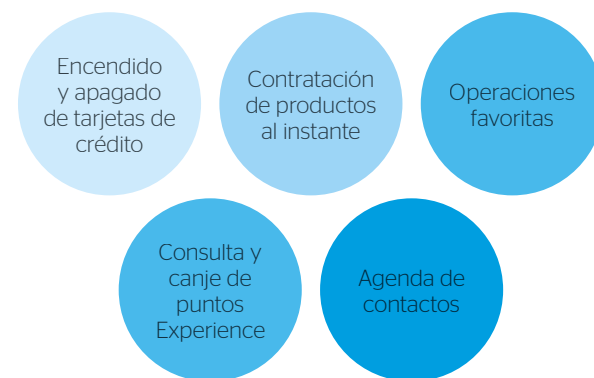 Encendido
y apagado
de tarjetas de
crédito
Contratación
de productos
al instante
Operaciones
favoritas
Consulta y
canje de
puntos
Experience
Agenda de
contactos